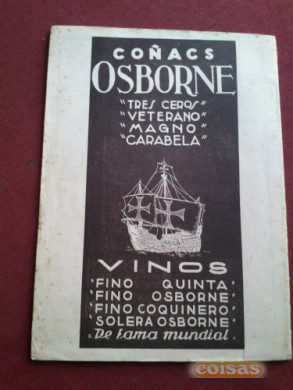 COÑACS
OSBORNE
"TRES CEROS"
"VETERANO"
"MAGNO"
"CARABELA"
VINOS
"FINO QUINTA"
"FINO OSBORNE"
"FINO COQUINERO"
SOLERA OSBORNE"
De fama mundial
coisas